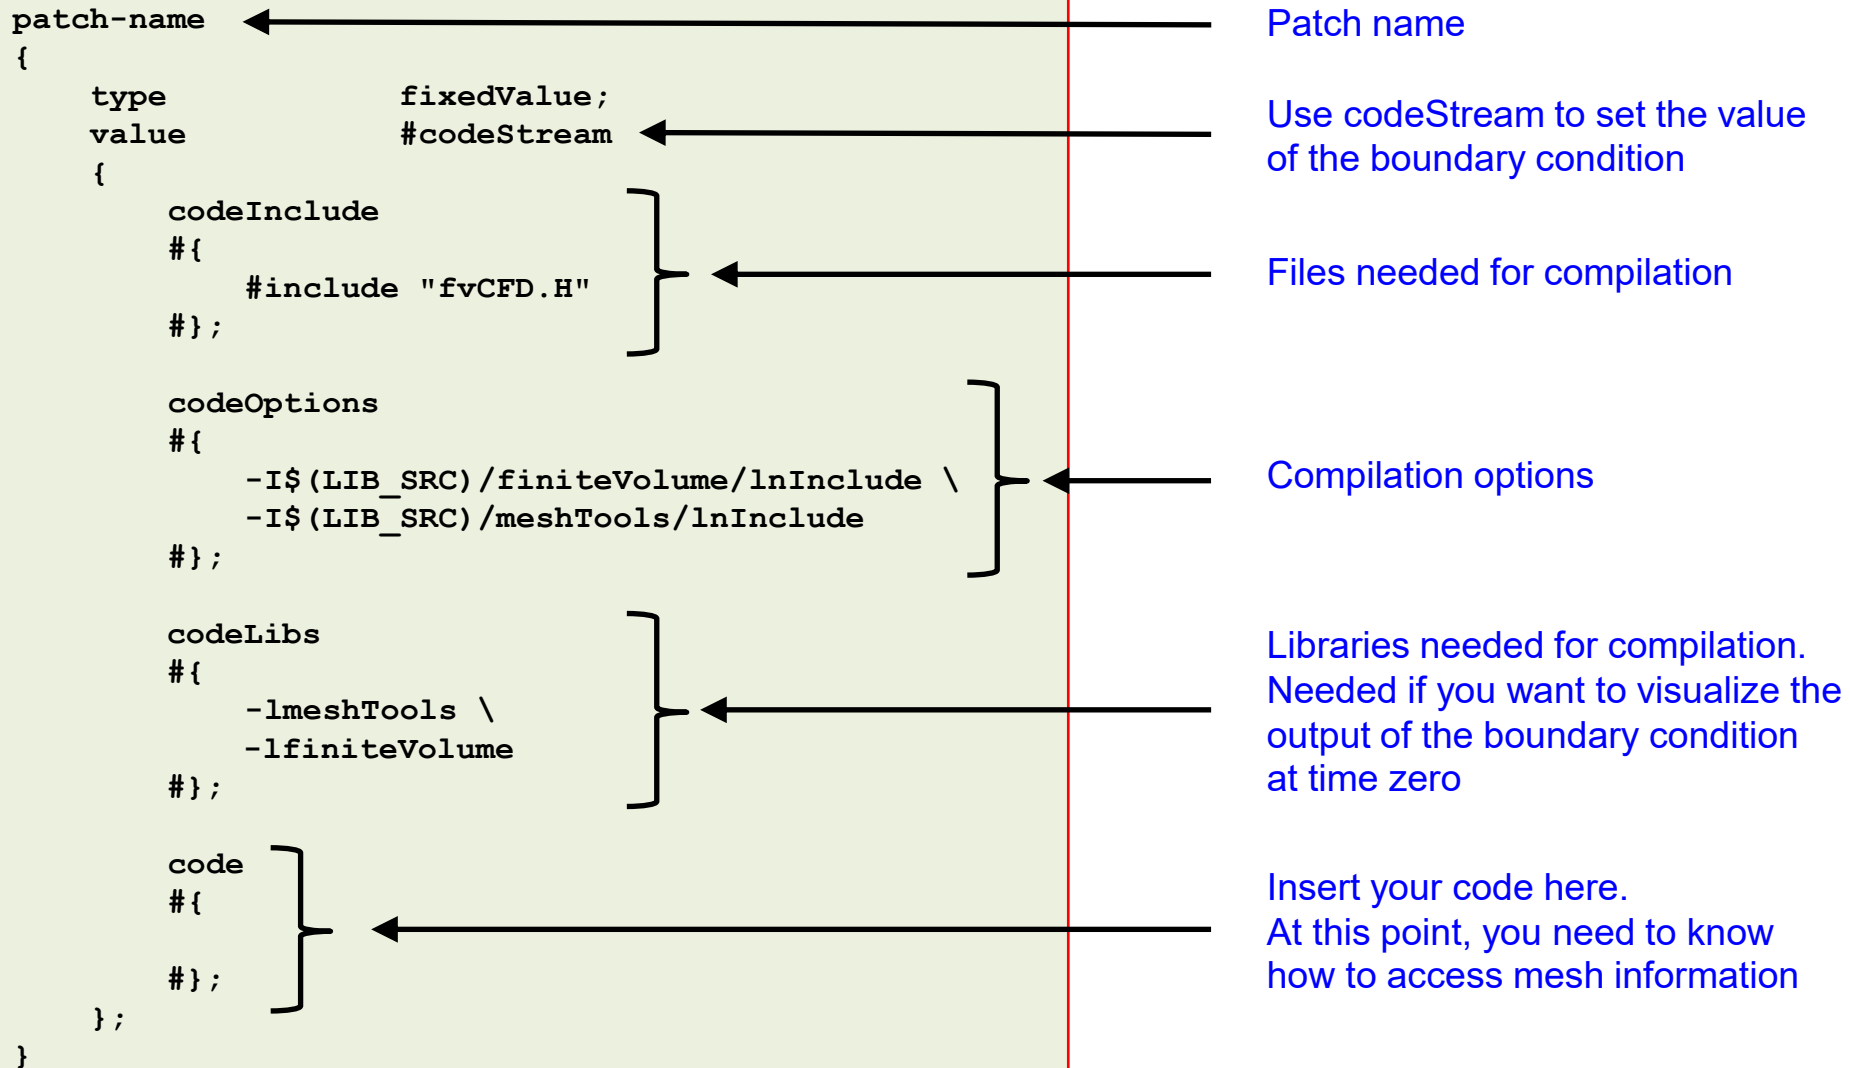 patch-name
{
type fixedValue;
value #codeStream
{
codeInclude
#{
#include "fvCFD.H"
#};
codeOptions
#{
-I$(LIB_SRC)/finiteVolume/lnInclude \
-I$(LIB_SRC)/meshTools/lnInclude
#};
codeLibs
#{
-lmeshTools \
-lfiniteVolume
#};
code
#{
#};
};
}
Patch name
Use codeStream to set the value
of the boundary condition
Files needed for compilation
Compilation options
Libraries needed for compilation.
Needed if you want to visualize the
output of the boundary condition
at time zero
Insert your code here.
At this point, you need to know
how to access mesh information